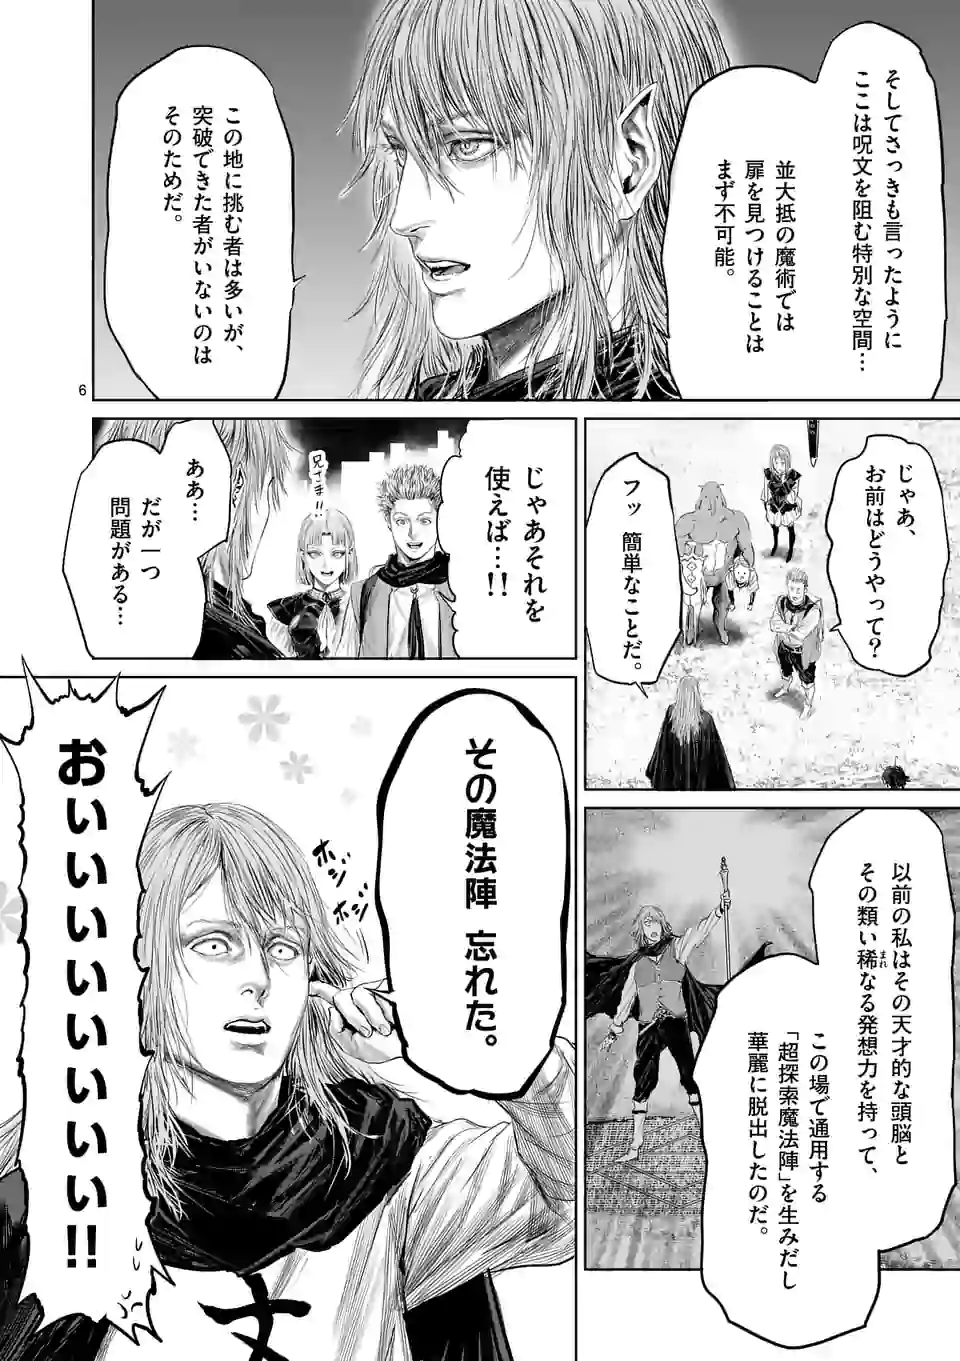 そしてさっきも言ったように
ここは呪文を阻む特別な空間…
並大抵の魔術では
扉を見つけることは
まず不可能。
この地に挑む者は多いが、
突破できた者がいないのは
そのためだ。
6
じゃあ、
お前はどうやって?
フッ 簡単なことだ。
以前の私はその天才的な頭脳と
その類い稀なる発想力を持って、
まれ
この場で通用する
「超探索魔法陣」を生みだし
華麗に脱出したのだ。
じゃあそれを
使えば…!!
兄さま!!
ああ…
だが一つ
問題がある…
その魔法陣 忘れた。
ホジ
ホジ
おいいいいいいい!!